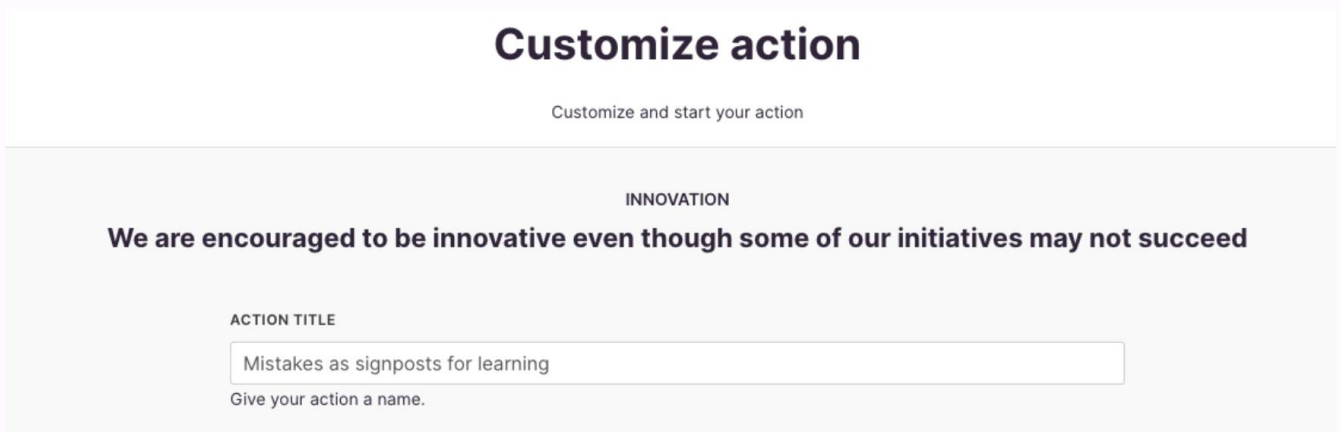 Customize action
Customize and start your action
INNOVATION
We are encouraged to be innovative even though some of our initiatives may not succeed
ACTION TITLE
Mistakes as signposts for learning
Give your action a name.